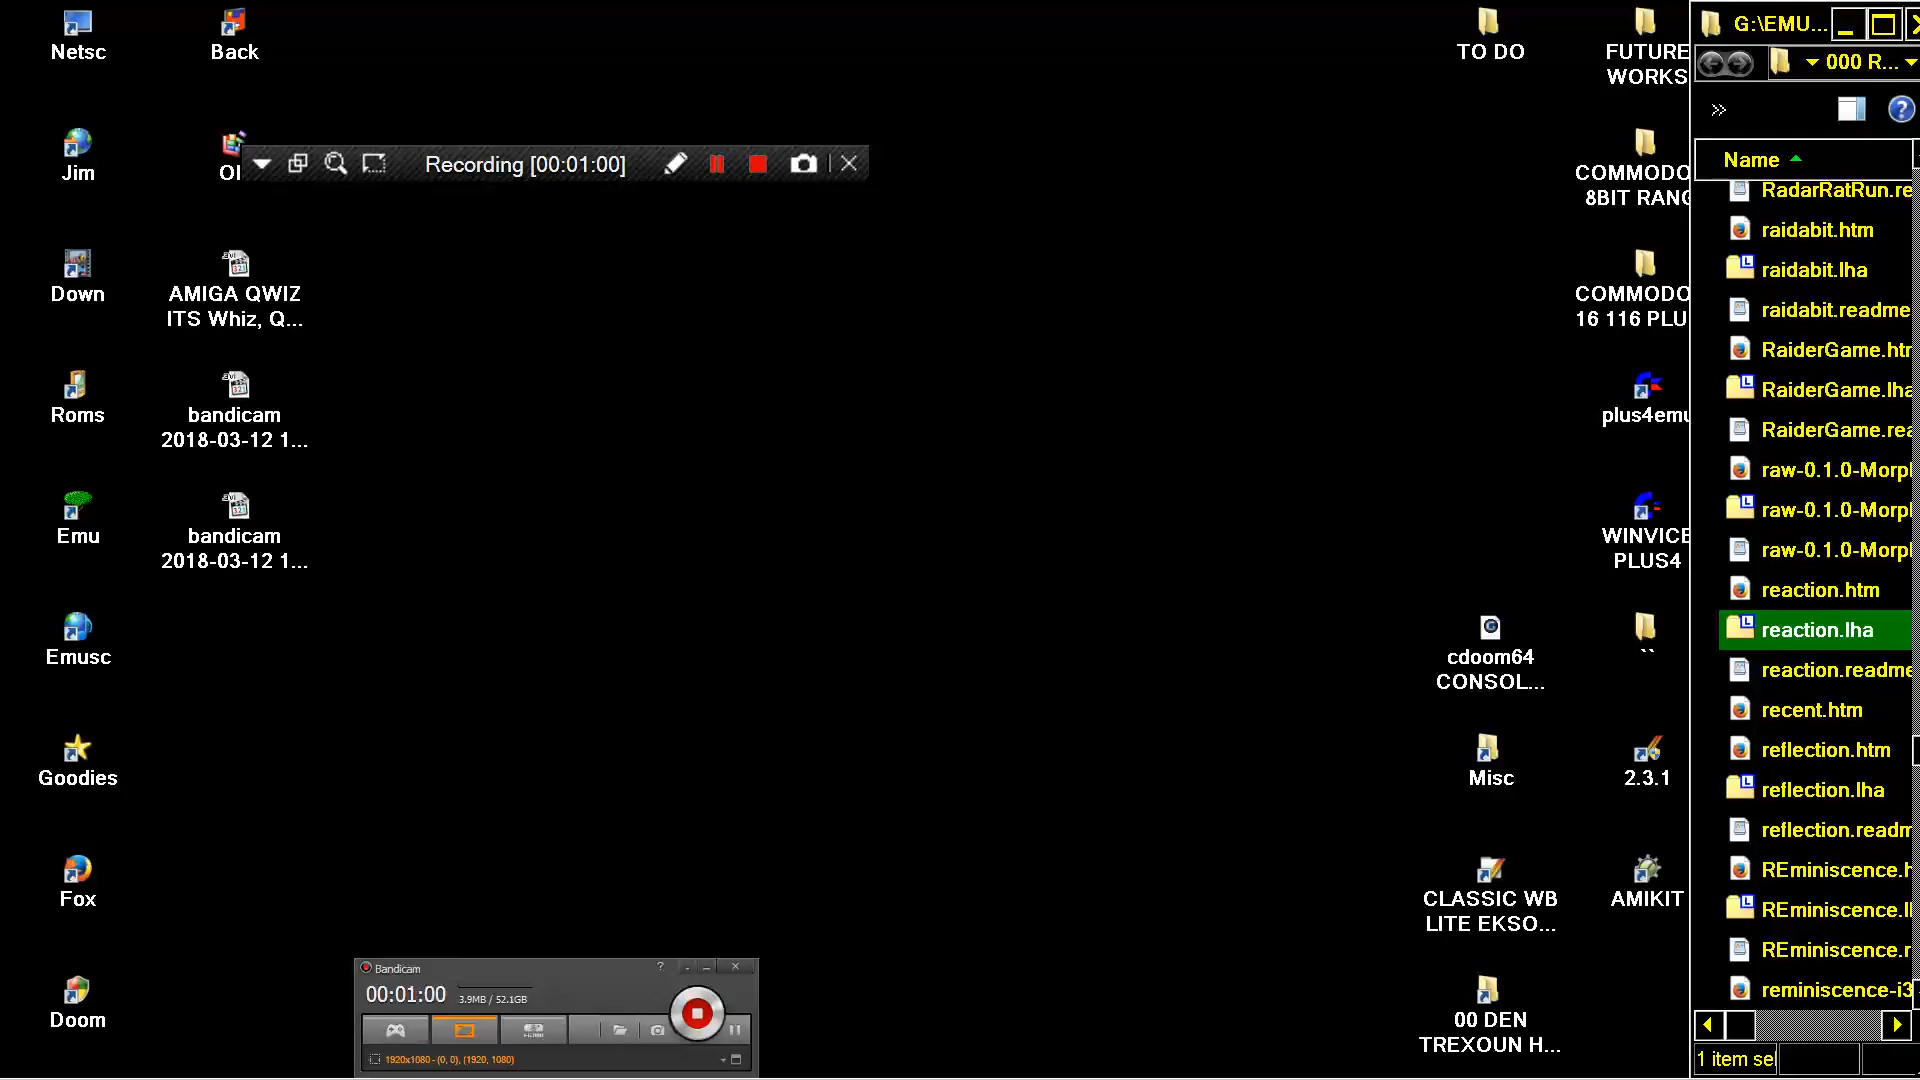 Netsc
Back
Jim
Ol
Recording [00:01:00]
Down
AMIGA QWIZ
ITS Whiz, Q...
Roms
bandicam
2018-03-12 1...
Emu
bandicam
2018-03-12 1...
Emusc
Goodies
Fox
Doom
Bandicam
00:01:00
3.9MB / 52.1GB
1920x1080 - (0, 0), (1920, 1080)
TO DO
FUTURE
WORKS
COMMODO
8BIT RANG
COMMODO
16 116 PLU
plus4emu
WINVICE
PLUS4
cdoom64
CONSOL...
``
Misc
2.3.1
CLASSIC WB
LITE EKSO...
AMIKIT
00 DEN
TREXOUN H...
G:\EMU...
000 R...
»
Name
RadarRatRun.re
raidabit.htm
raidabit.lha
raidabit.readme
RaiderGame.htm
RaiderGame.lha
RaiderGame.rea
raw-0.1.0-Morpl
raw-0.1.0-Morpl
raw-0.1.0-Morpl
reaction.htm
reaction.lha
reaction.readme
recent.htm
reflection.htm
reflection.lha
reflection.readm
REminiscence.h
REminiscence.l
REminiscence.r
reminiscence-i3
1 item sel